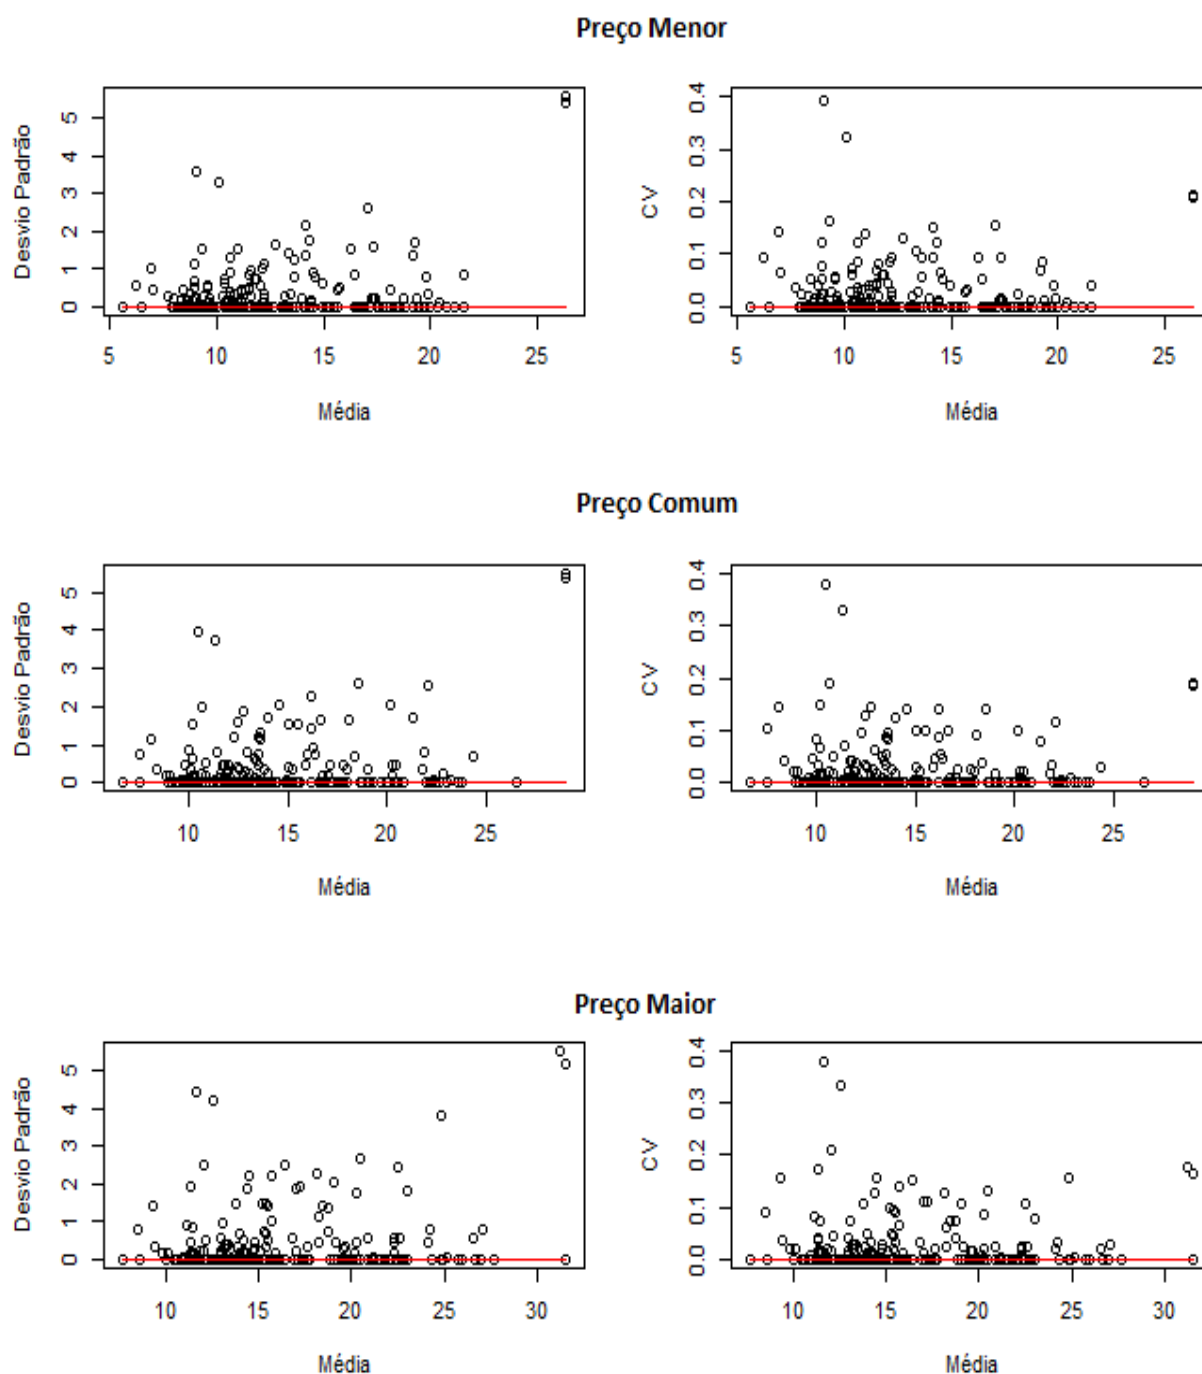 Preço Menor
Desvio Padrão
0 1 2 3 4 5
5 10 15 20 25
Média
CV
0.0 0.1 0.2 0.3 0.4
5 10 15 20 25
Média
Preço Comum
Desvio Padrão
0 1 2 3 4 5
10 15 20 25
Média
CV
0.0 0.1 0.2 0.3 0.4
10 15 20 25
Média
Preço Maior
Desvio Padrão
0 1 2 3 4 5
10 15 20 25 30
Média
CV
0.0 0.1 0.2 0.3 0.4
10 15 20 25 30
Média